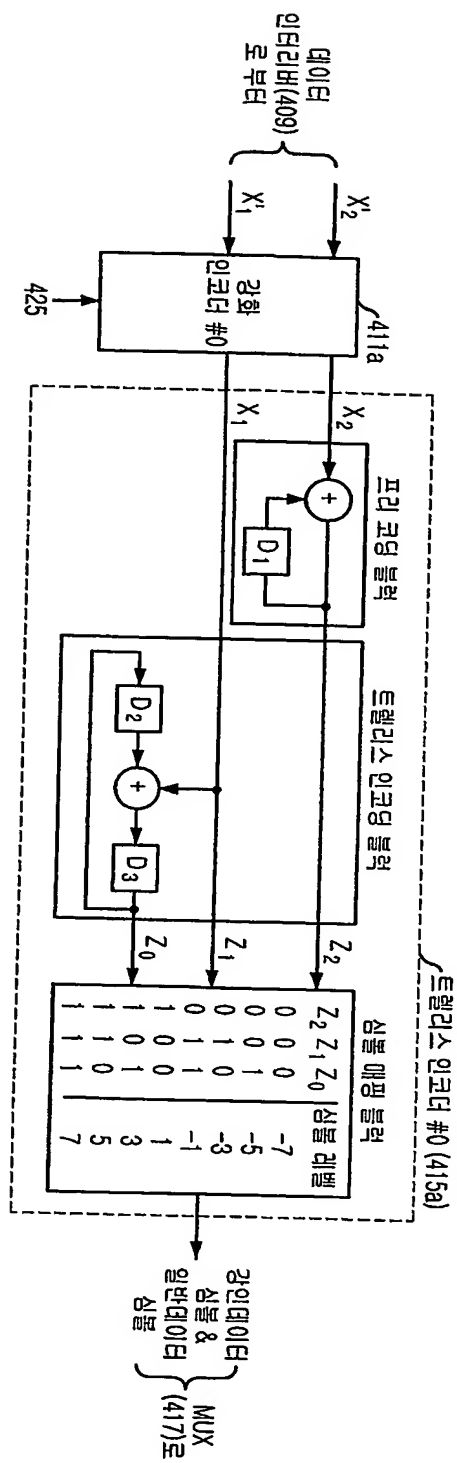 데이터
인터리버(409)
로 부터
X'2
X'1
411a
강화
인코더 #0
425
X2
X1
트렐리스 인코더 #0 (415a)
프리 코딩 블럭
+
D1
트렐리스 인코딩 블럭
D2
+
D3
Z2
Z1
Z0
심볼 매핑 블럭
Z2 Z1 Z0 심볼 레벨
0 0 0 -7
0 0 1 -5
0 1 0 -3
0 1 1 -1
1 0 0 1
1 0 1 3
1 1 0 5
1 1 1 7
강인데이터
심볼 &
일반데이터
심볼
MUX
(417)로